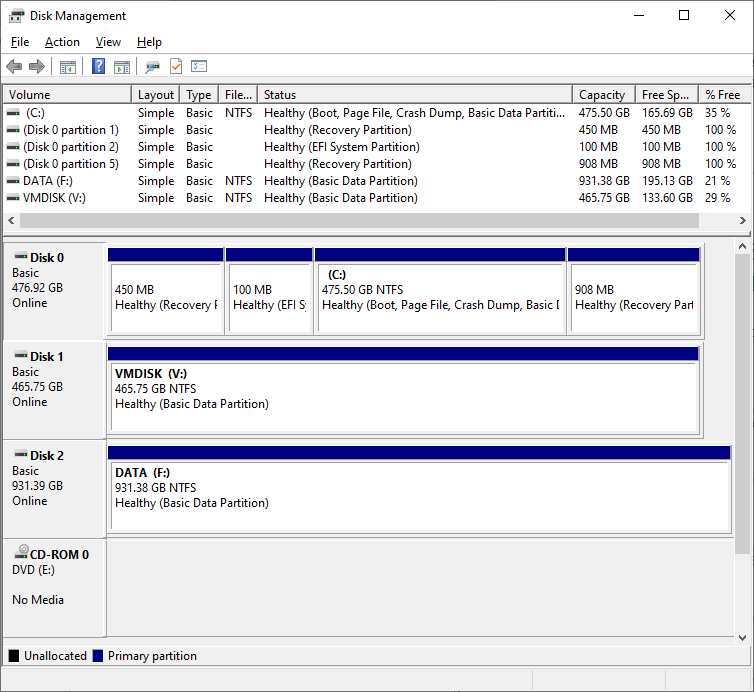 Disk Management
File Action View Help
Volume Layout Type File... Status Capacity Free Sp... % Free
(C:) Simple Basic NTFS Healthy (Boot, Page File, Crash Dump, Basic Data Partiti... 475.50 GB 165.69 GB 35 %
(Disk 0 partition 1) Simple Basic Healthy (Recovery Partition) 450 MB 450 MB 100 %
(Disk 0 partition 2) Simple Basic Healthy (EFI System Partition) 100 MB 100 MB 100 %
(Disk 0 partition 5) Simple Basic Healthy (Recovery Partition) 908 MB 908 MB 100 %
DATA (F:) Simple Basic NTFS Healthy (Basic Data Partition) 931.38 GB 195.13 GB 21 %
VMDISK (V:) Simple Basic NTFS Healthy (Basic Data Partition) 465.75 GB 133.60 GB 29 %
Disk 0
Basic
476.92 GB
Online
450 MB
Healthy (Recovery P
100 MB
Healthy (EFI Sy
(C:)
475.50 GB NTFS
Healthy (Boot, Page File, Crash Dump, Basic D
908 MB
Healthy (Recovery Part
Disk 1
Basic
465.75 GB
Online
VMDISK (V:)
465.75 GB NTFS
Healthy (Basic Data Partition)
Disk 2
Basic
931.39 GB
Online
DATA (F:)
931.38 GB NTFS
Healthy (Basic Data Partition)
CD-ROM 0
DVD (E:)
No Media
Unallocated Primary partition